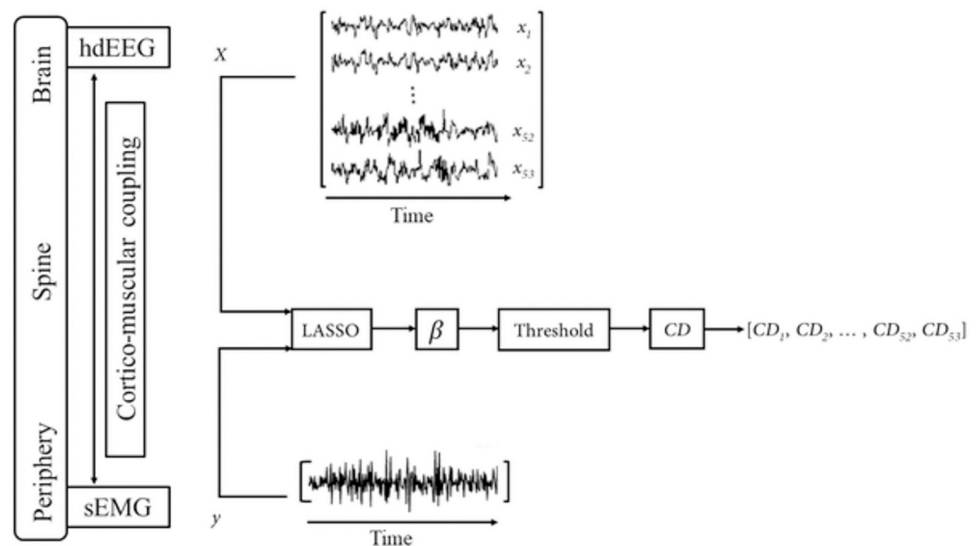 Brain
Spine
Periphery
hdEEG
Cortico-muscular coupling
sEMG
X
x₁
x₂
⋮
x₅₂
x₅₃
Time
LASSO
β
Threshold
CD
[CD₁, CD₂, ... , CD₅₂, CD₅₃]
y
Time